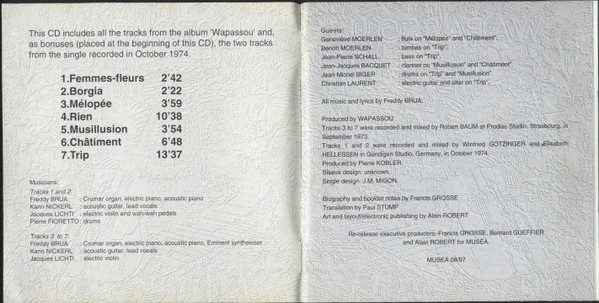 This CD includes all the tracks from the album 'Wapassou' and,
as bonuses (placed at the beginning of this CD), the two tracks
from the single recorded in October 1974.
1.Femmes-fleurs 2'42
2.Borgia 2'22
3.Mélopée 3'59
4.Rien 10'38
5.Musillusion 3'54
6.Châtiment 6'48
7.Trip 13'37
Musicians:
Tracks 1 and 2:
Freddy BRUA : Crumar organ, electric piano, acoustic piano
Karin NICKERL : acoustic guitar, lead vocals
Jacques LICHTI : electric violin and wah-wah pedals
Pierre FIORETTO : drums
Tracks 3 to 7:
Freddy BRUA : Crumar organ, electric piano, acoustic piano, Eminent synthesiser
Karin NICKERL : acoustic guitar, lead vocals
Jacques LICHTI : electric violin
Guests:
Geneviève MOERLEN : flute on "Mélopée" and "Châtiment",
Benoît MOERLEN : tumbas on "Trip",
Jean-Pierre SCHALL : bass on "Trip",
Jean-Jacques BACQUET : clarinet on "Musillusion" and "Châtiment",
Jean-Michel BIGER : drums on "Trip" and "Musillusion"
Christian LAURENT : electric guitar and sitar on "Trip".
All music and lyrics by Freddy BRUA.
Produced by WAPASSOU
Tracks 3 to 7 were recorded and mixed by Robert BAUM at Prodisc Studio, Strasbourg, in
September 1973.
Tracks 1 and 2 were recorded and mixed by Winfried GÖTZINGER and Elisabeth
HELLESSEN in Gündigen Studio, Germany, in October 1974.
Produced by Pierre KOBLER.
Sleeve design: unknown.
Single design: J.M. MIGON.
Biography and booklet notes by Francis GROSSE
Translation by Paul STUMP
Art and layout/electronic publishing by Alain ROBERT
Re-release executive producers: Francis GROSSE, Bernard GUEFFIER
and Alain ROBERT for MUSEA.
MUSEA 08/97